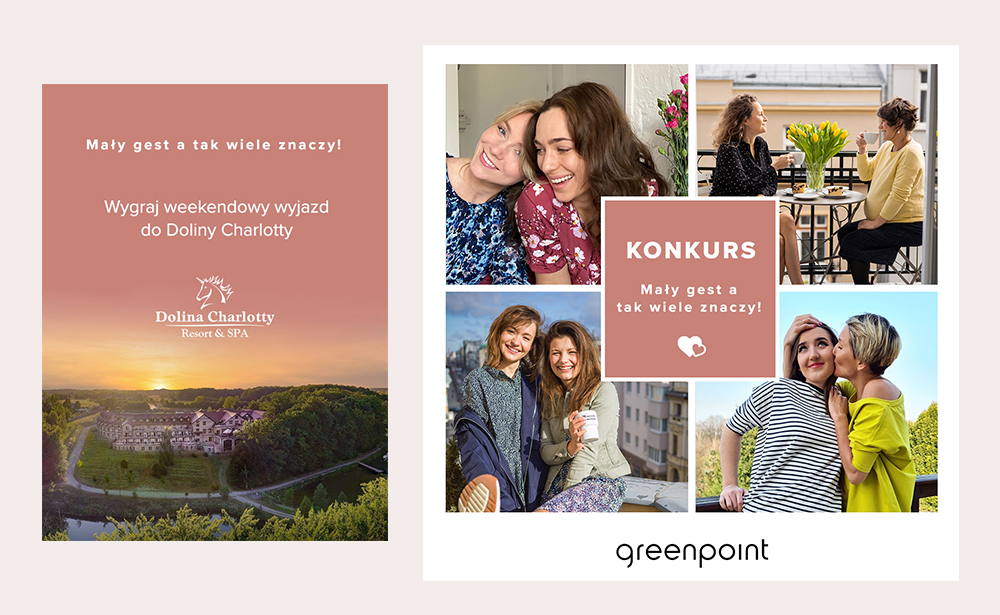 Mały gest a tak wiele znaczy!
Wygraj weekendowy wyjazd
do Doliny Charlotty
Dolina Charlotty
Resort & SPA
KONKURS
Mały gest a
tak wiele znaczy!
greenpoint